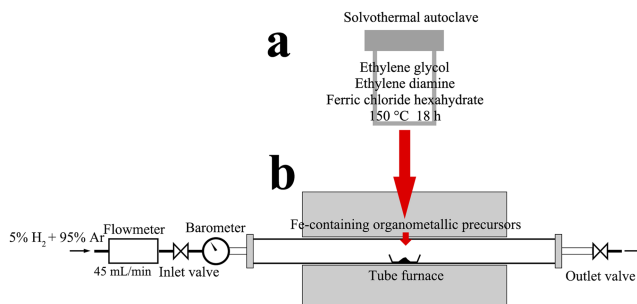 Solvothermal autoclave
a
Ethylene glycol
Ethylene diamine
Ferric chloride hexahydrate
150 °C 18 h
b
Fe-containing organometallic precursors
5% H₂ + 95% Ar
Flowmeter
Barometer
45 mL/min
Inlet valve
Tube furnace
Outlet valve